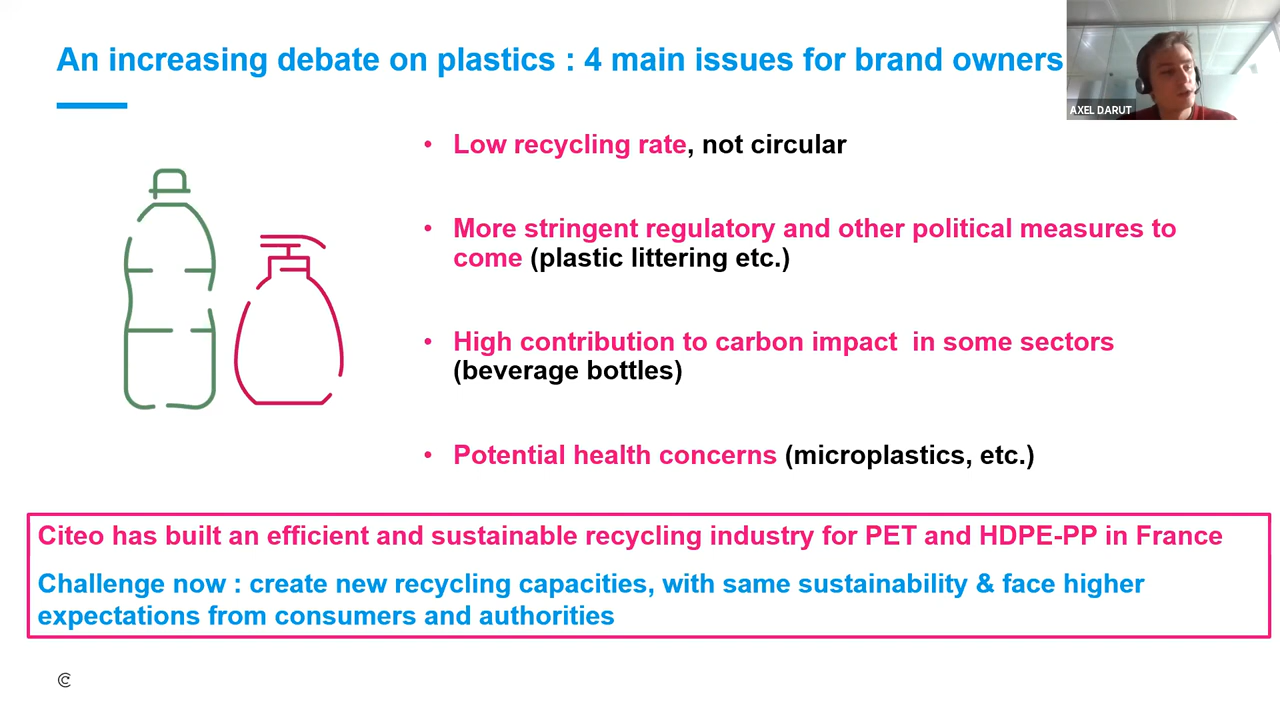 An increasing debate on plastics : 4 main issues for brand owners
AXEL DARUT
• Low recycling rate, not circular
• More stringent regulatory and other political measures to
come (plastic littering etc.)
• High contribution to carbon impact  in some sectors
(beverage bottles)
• Potential health concerns (microplastics, etc.)
Citeo has built an efficient and sustainable recycling industry for PET and HDPE-PP in France
Challenge now : create new recycling capacities, with same sustainability & face higher
expectations from consumers and authorities